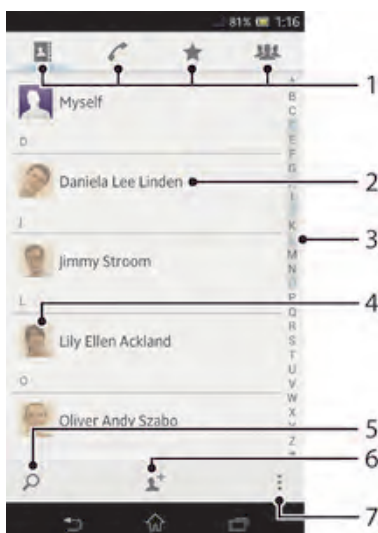 81% 1:16
1
Myself
B
C
D
E
F
G
Daniela Lee Linden
2
I
J
K
3
Jimmy Stroom
M
N
L
P
4
Q
R
S
Lily Ellen Ackland
T
U
V
O
W
X
Oliver Andy Szabo
Z
5
6
7